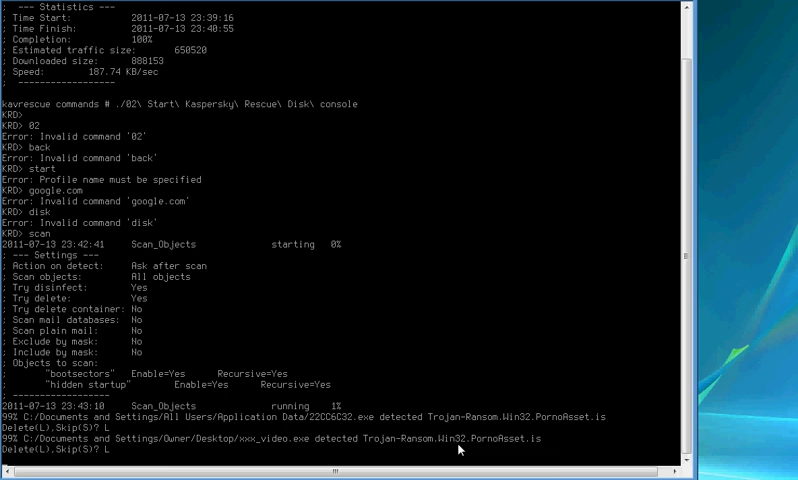 ;  --- Statistics ---
; Time Start: 2011-07-13 23:39:16
; Time Finish: 2011-07-13 23:40:55
; Completion: 100%
; Estimated traffic size: 650520
; Downloaded size: 888153
; Speed: 187.74 KB/sec
;  ------------------
kavrescue commands # ./02\ Start\ Kaspersky\ Rescue\ Disk\ console
KRD>
KRD> 02
Error: Invalid command '02'
KRD> back
Error: Invalid command 'back'
KRD> start
Error: Profile name must be specified
KRD> google.com
Error: Invalid command 'google.com'
KRD> disk
Error: Invalid command 'disk'
KRD> scan
2011-07-13 23:42:41 Scan_Objects starting 0%
; --- Settings ---
; Action on detect: Ask after scan
; Scan objects: All objects
; Try disinfect: Yes
; Try delete: Yes
; Try delete container: No
; Scan mail databases: No
; Scan plain mail: No
; Exclude by mask: No
; Include by mask: No
; Objects to scan:
; "bootsectors" Enable=Yes Recursive=Yes
; "hidden startup" Enable=Yes Recursive=Yes
; ------------------
2011-07-13 23:43:10 Scan_Objects running 1%
99% C:/Documents and Settings/All Users/Application Data/22CC6C32.exe detected Trojan-Ransom.Win32.PornoAsset.is
Delete(L),Skip(S)? L
99% C:/Documents and Settings/Owner/Desktop/xxx_video.exe detected Trojan-Ransom.Win32.PornoAsset.is
Delete(L),Skip(S)? L